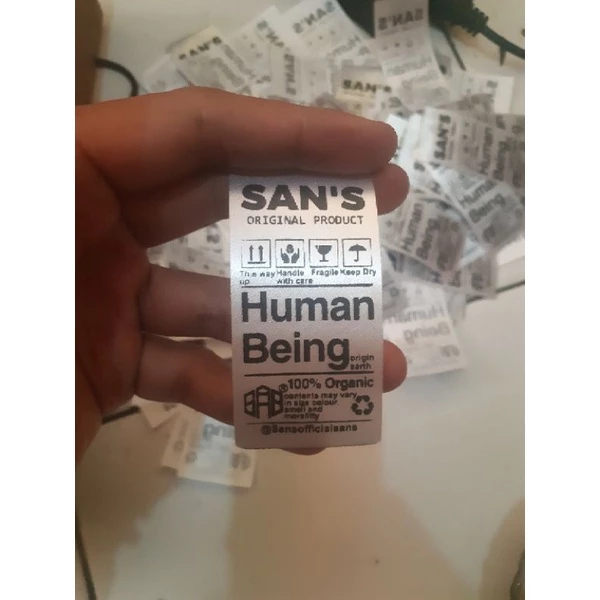 SAN'S
ORIGINAL PRODUCT
This way up
Handle with care
Fragile
Keep Dry
Human
Being
origin
earth
100% Organic
contents may vary
in size colour
smell and
morality